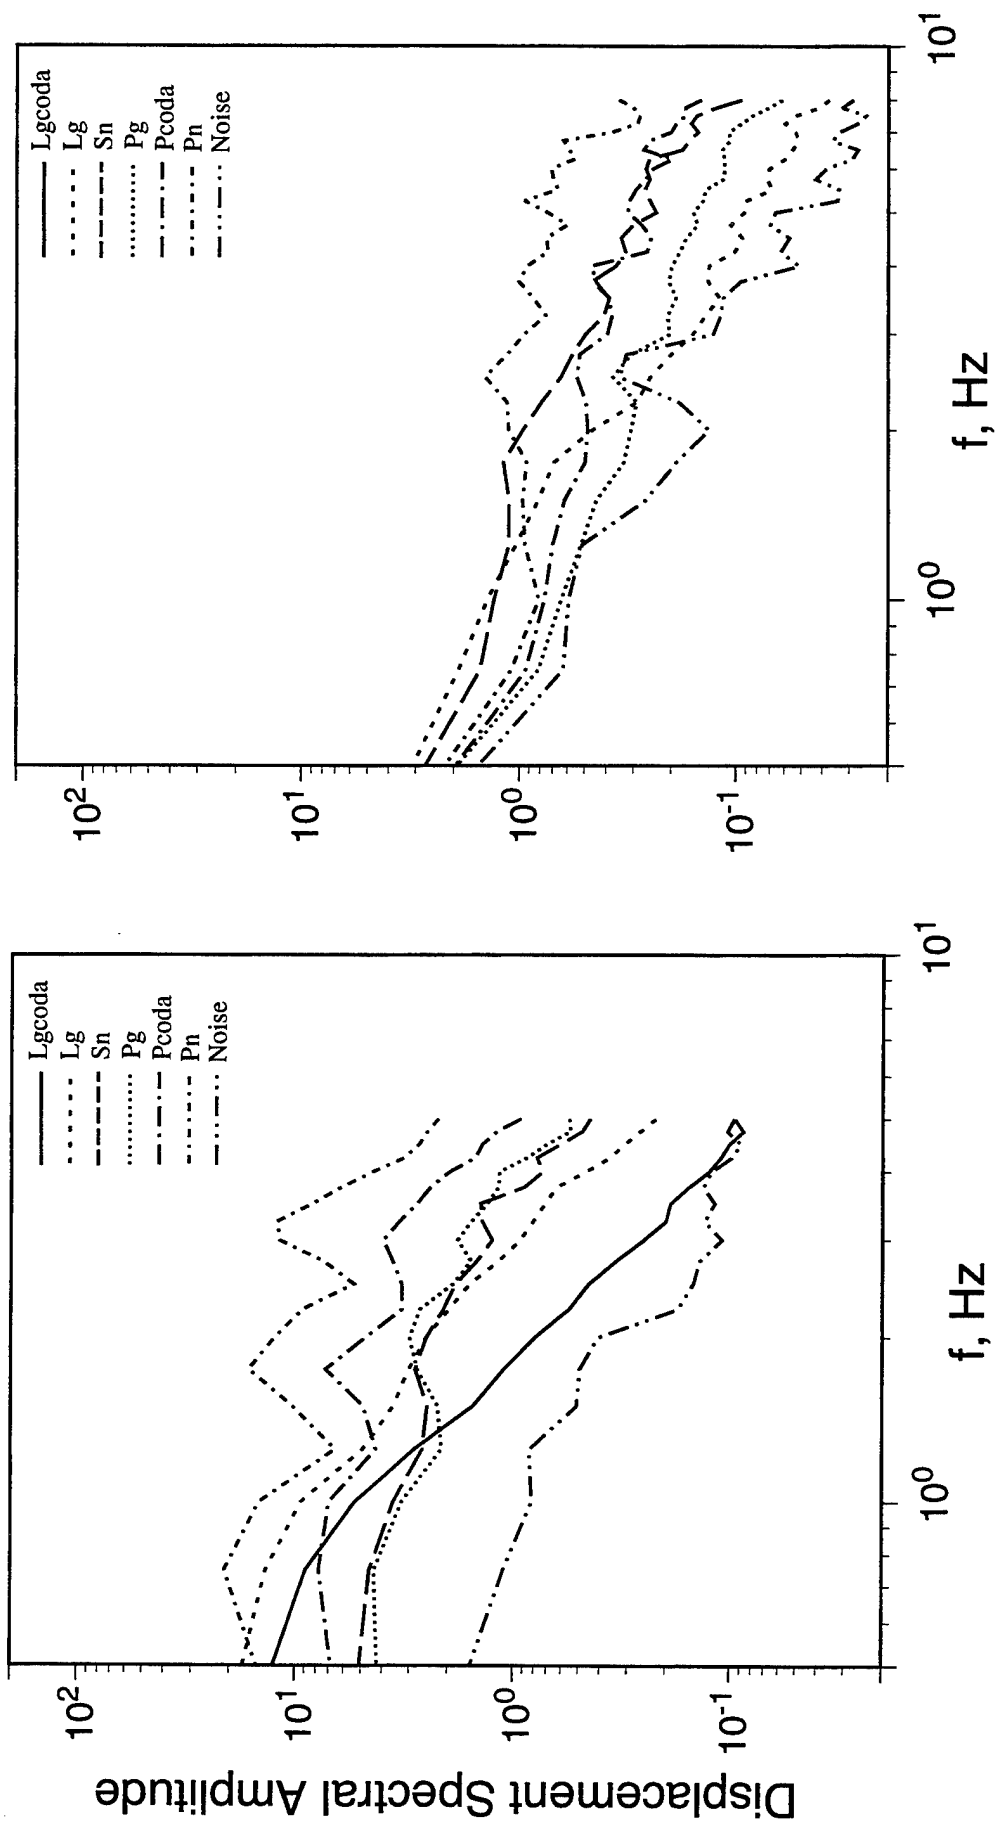 Displacement Spectral Amplitude
10²
10¹
10⁰
10⁻¹
Lgcoda
Lg
Sn
Pg
Pcoda
Pn
Noise
10⁰
10¹
f, Hz
10²
10¹
10⁰
10⁻¹
Lgcoda
Lg
Sn
Pg
Pcoda
Pn
Noise
10⁰
10¹
f, Hz